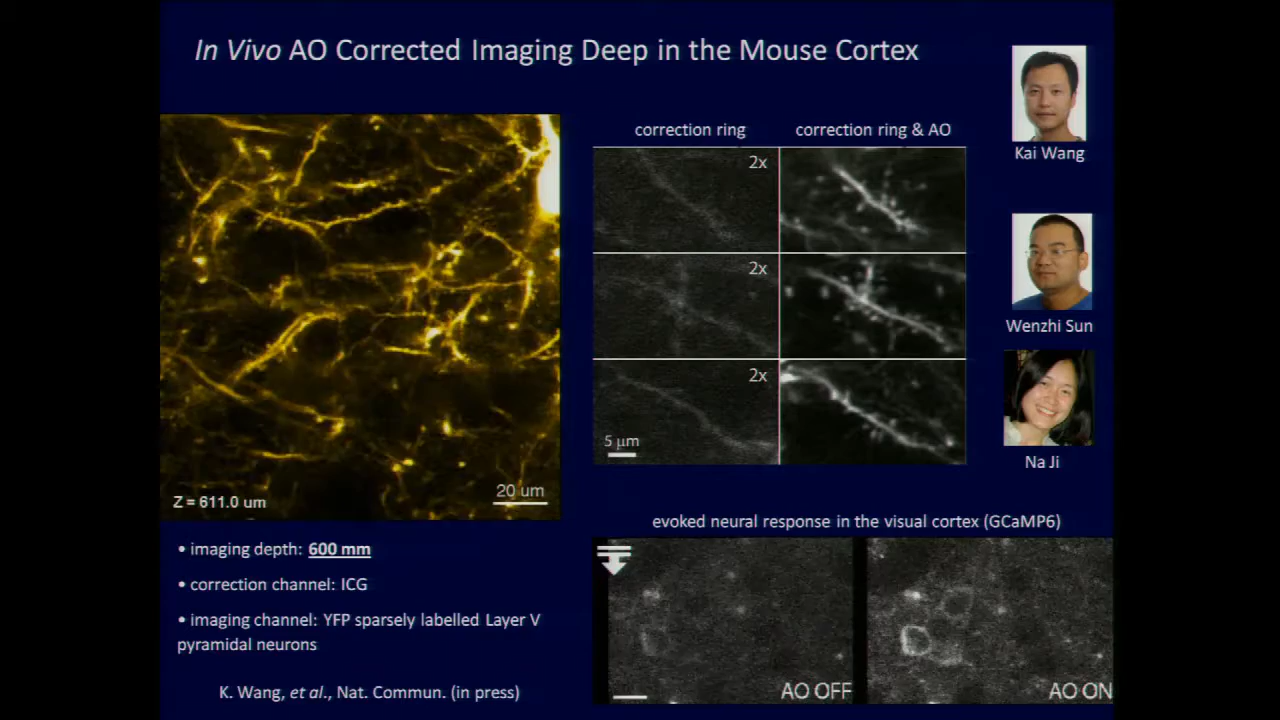 In Vivo AO Corrected Imaging Deep in the Mouse Cortex
correction ring
correction ring & AO
2x
2x
2x
5 μm
Z = 611.0 um
20 um
Kai Wang
Wenzhi Sun
Na Ji
• imaging depth: 600 mm
• correction channel: ICG
• imaging channel: YFP sparsely labelled Layer V
pyramidal neurons
K. Wang, et al., Nat. Commun. (in press)
evoked neural response in the visual cortex (GCaMP6)
AO OFF
AO ON